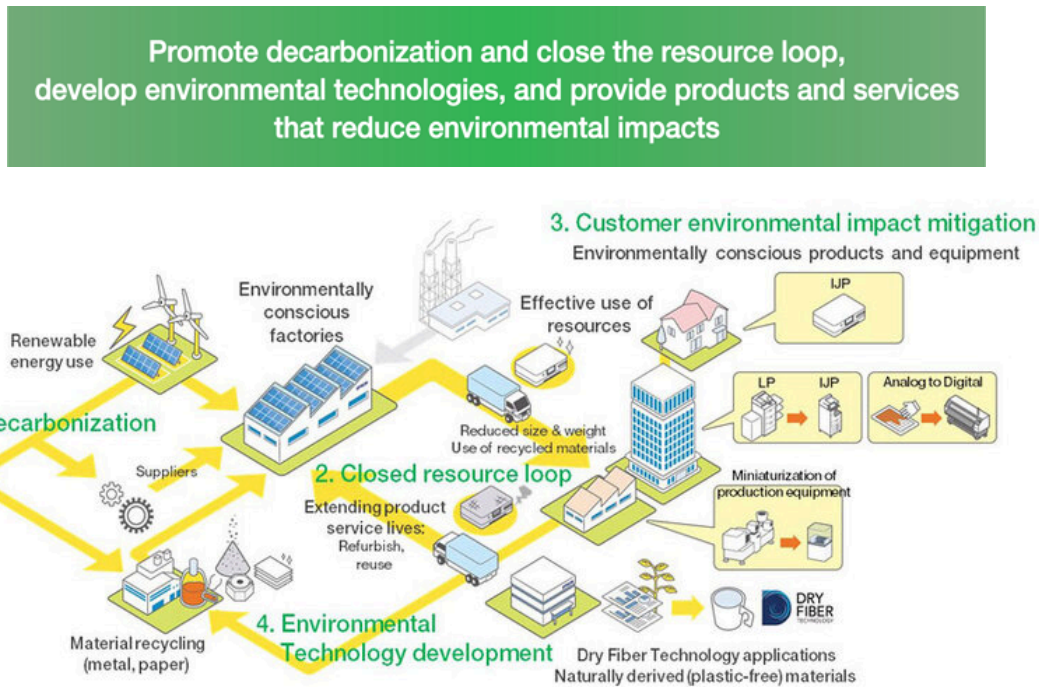 Promote decarbonization and close the resource loop,
develop environmental technologies, and provide products and services
that reduce environmental impacts
3. Customer environmental impact mitigation
Environmentally conscious products and equipment
IJP
Environmentally
conscious
factories
Effective use of
resources
Renewable
energy use
LP
IJP
Analog to Digital
ecarbonization
Reduced size & weight
Use of recycled materials
Suppliers
2. Closed resource loop
Miniaturization of
production equipment
Extending product
service lives:
Refurbish,
reuse
DRY
FIBER
TECHNOLOGY
4. Environmental
Technology development
Material recycling
(metal, paper)
Dry Fiber Technology applications
Naturally derived (plastic-free) materials